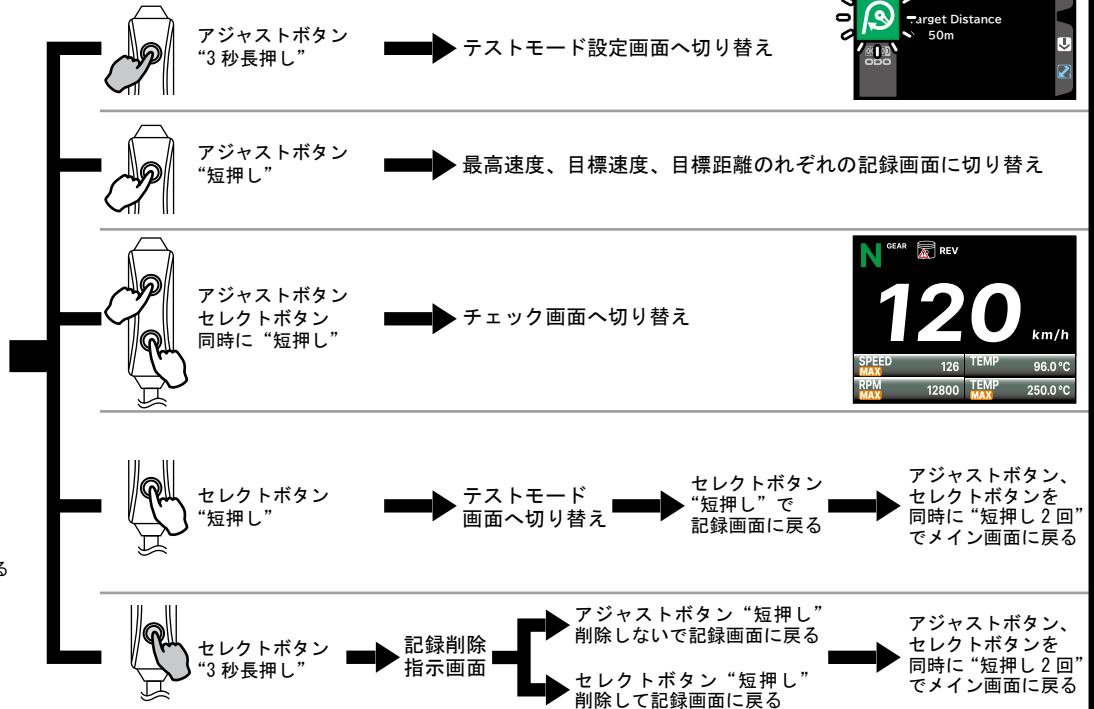 アジャストボタン
“3秒長押し”
テストモード設定画面へ切り替え
Target Distance
50m
ODO
アジャストボタン
“短押し”
最高速度、目標速度、目標距離のれぞれの記録画面に切り替え
アジャストボタン
セレクトボタン
同時に“短押し”
チェック画面へ切り替え
N GEAR REV
120 km/h
SPEED MAX 126 TEMP 96.0℃
RPM MAX 12800 TEMP MAX 250.0℃
セレクトボタン
“短押し”
テストモード
画面へ切り替え
セレクトボタン
“短押し”で
記録画面に戻る
アジャストボタン、
セレクトボタンを
同時に“短押し2回”
でメイン画面に戻る
る
セレクトボタン
“3秒長押し”
記録削除
指示画面
アジャストボタン“短押し”
削除しないで記録画面に戻る
セレクトボタン“短押し”
削除して記録画面に戻る
アジャストボタン、
セレクトボタンを
同時に“短押し2回”
でメイン画面に戻る